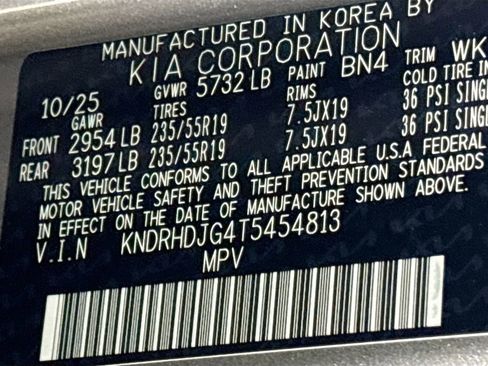 MANUFACTURED IN KOREA BY
KIA CORPORATION
10/25 GVWR 5732 LB PAINT BN4 TRIM WK
GAWR TIRES RIMS COLD TIRE IN
FRONT 2954 LB 235/55R19 7.5JX19 36 PSI SINGL
REAR 3197 LB 235/55R19 7.5JX19 36 PSI SINGL
THIS VEHICLE CONFORMS TO ALL APPLICABLE U.S.A FEDERAL
MOTOR VEHICLE SAFETY AND THEFT PREVENTION STANDARDS
IN EFFECT ON THE DATE OF MANUFACTURE SHOWN ABOVE.
V.I.N KNDRHDJG4T5454813
MPV